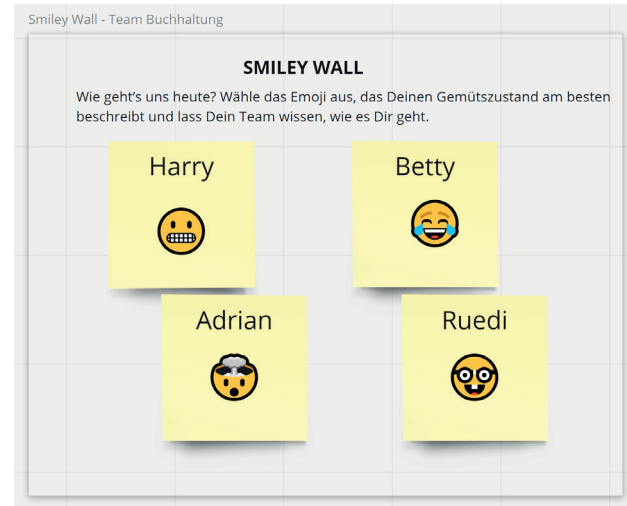 Smiley Wall - Team Buchhaltung
SMILEY WALL
Wie geht's uns heute? Wähle das Emoji aus, das Deinen Gemütszustand am besten
beschreibt und lass Dein Team wissen, wie es Dir geht.
Harry
Betty
Adrian
Ruedi